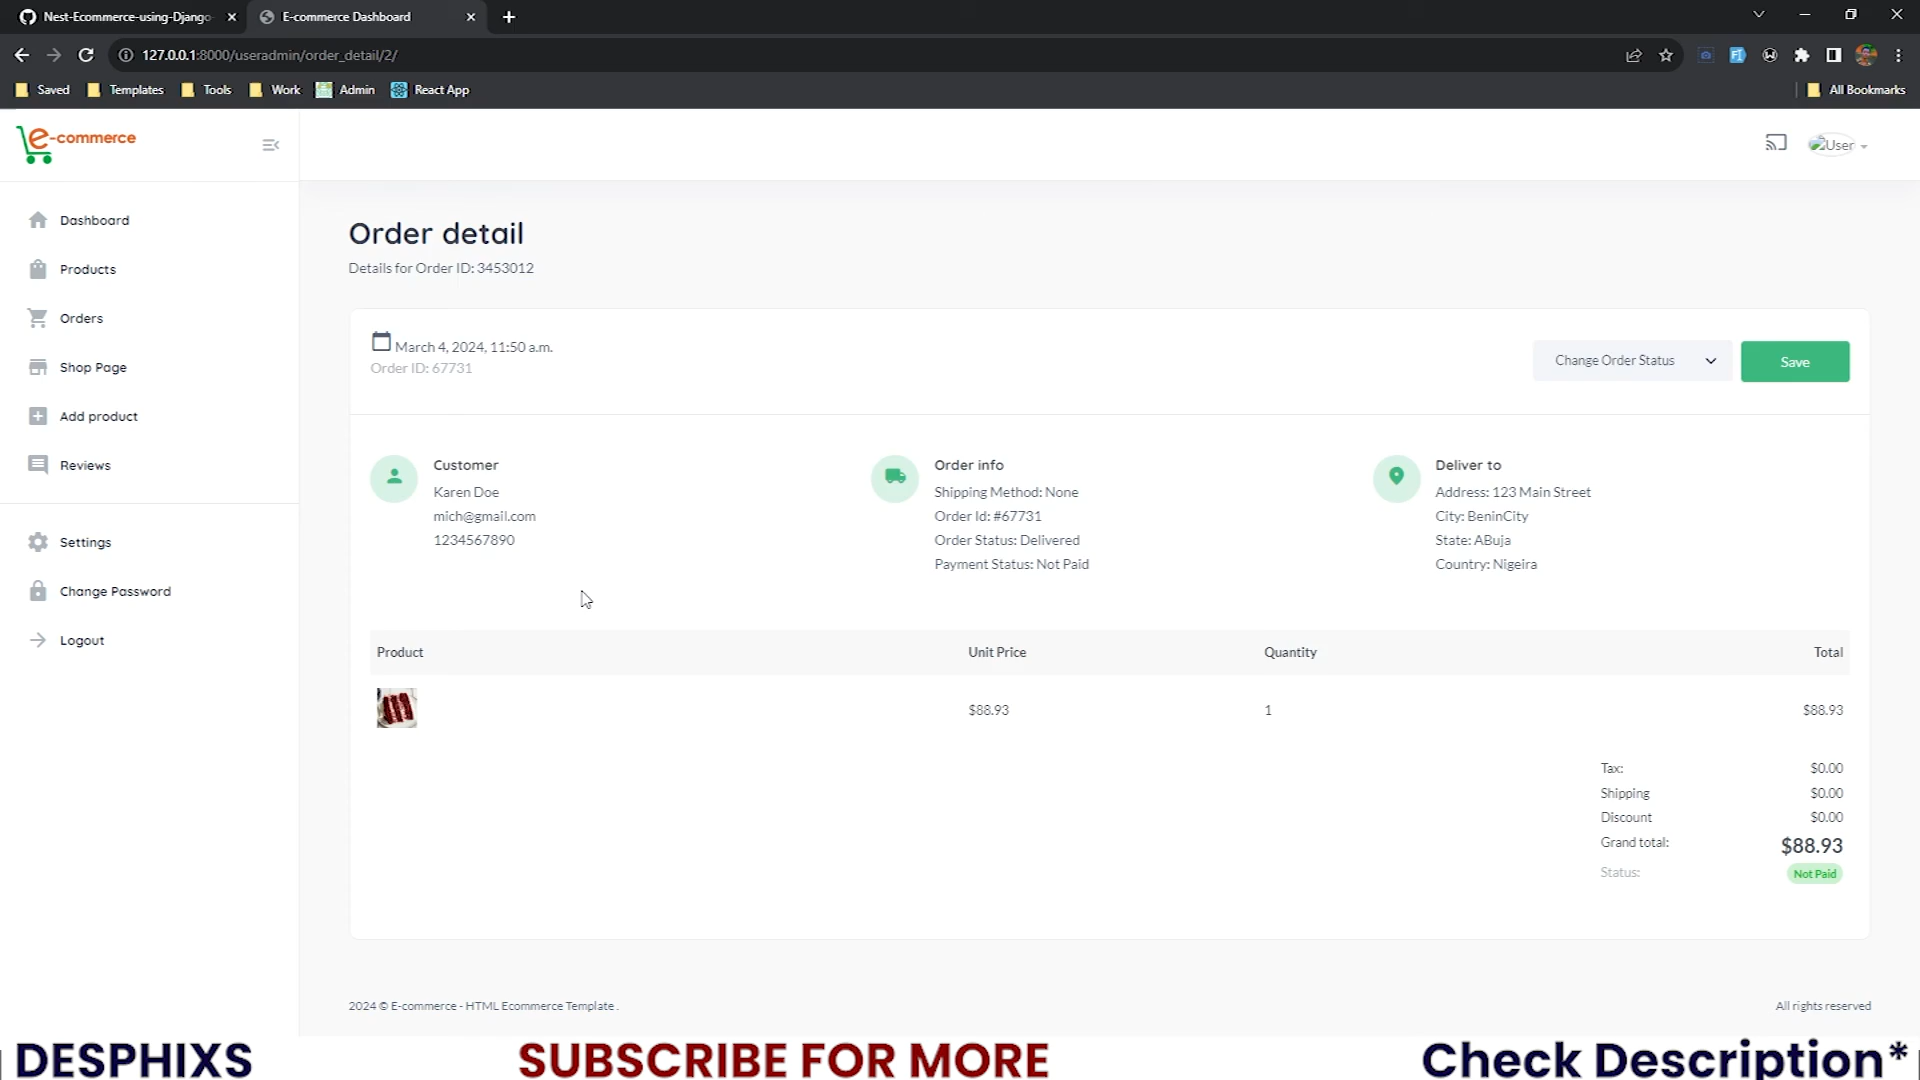 Nest-Ecommerce-using-Django
E-commerce Dashboard
127.0.0.1:8000/useradmin/order_detail/2/
Saved
Templates
Tools
Work
Admin
React App
All Bookmarks
e-commerce
User
Dashboard
Products
Orders
Shop Page
Add product
Reviews
Settings
Change Password
Logout
Order detail
Details for Order ID: 3453012
March 4, 2024, 11:50 a.m.
Order ID: 67731
Change Order Status
Save
Customer
Karen Doe
mich@gmail.com
1234567890
Order info
Shipping Method: None
Order Id: #67731
Order Status: Delivered
Payment Status: Not Paid
Deliver to
Address: 123 Main Street
City: BeninCity
State: ABuja
Country: Nigeira
Product Unit Price Quantity Total
$88.93 1 $88.93
Tax: $0.00
Shipping $0.00
Discount $0.00
Grand total: $88.93
Status: Not Paid
2024 © E-commerce - HTML Ecommerce Template .
All rights reserved
DESPHIXS
SUBSCRIBE FOR MORE
Check Description*